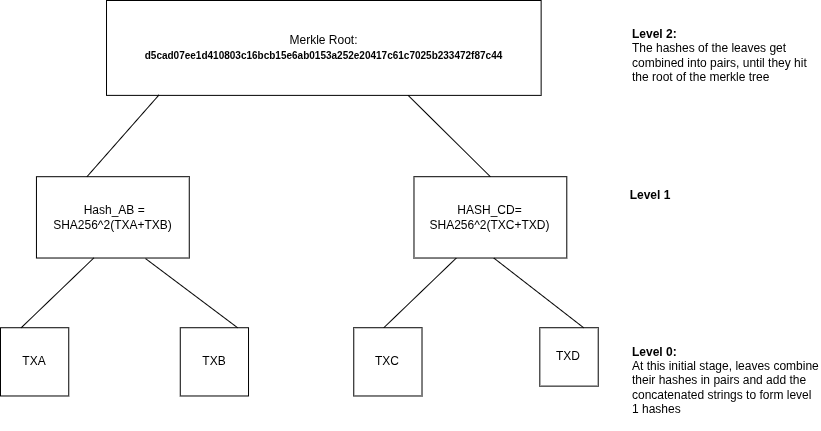 Merkle Root:
d5cad07ee1d410803c16bcb15e6ab0153a252e20417c61c7025b233472f87c44
Level 2:
The hashes of the leaves get
combined into pairs, until they hit
the root of the merkle tree
Hash_AB =
SHA256^2(TXA+TXB)
HASH_CD=
SHA256^2(TXC+TXD)
Level 1
TXA
TXB
TXC
TXD
Level 0:
At this initial stage, leaves combine
their hashes in pairs and add the
concatenated strings to form level
1 hashes